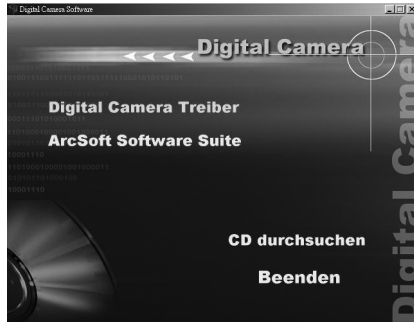 Digital Camera Software
Digital Camera
Digital Camera Treiber
ArcSoft Software Suite
CD durchsuchen
Beenden
Digital Camera